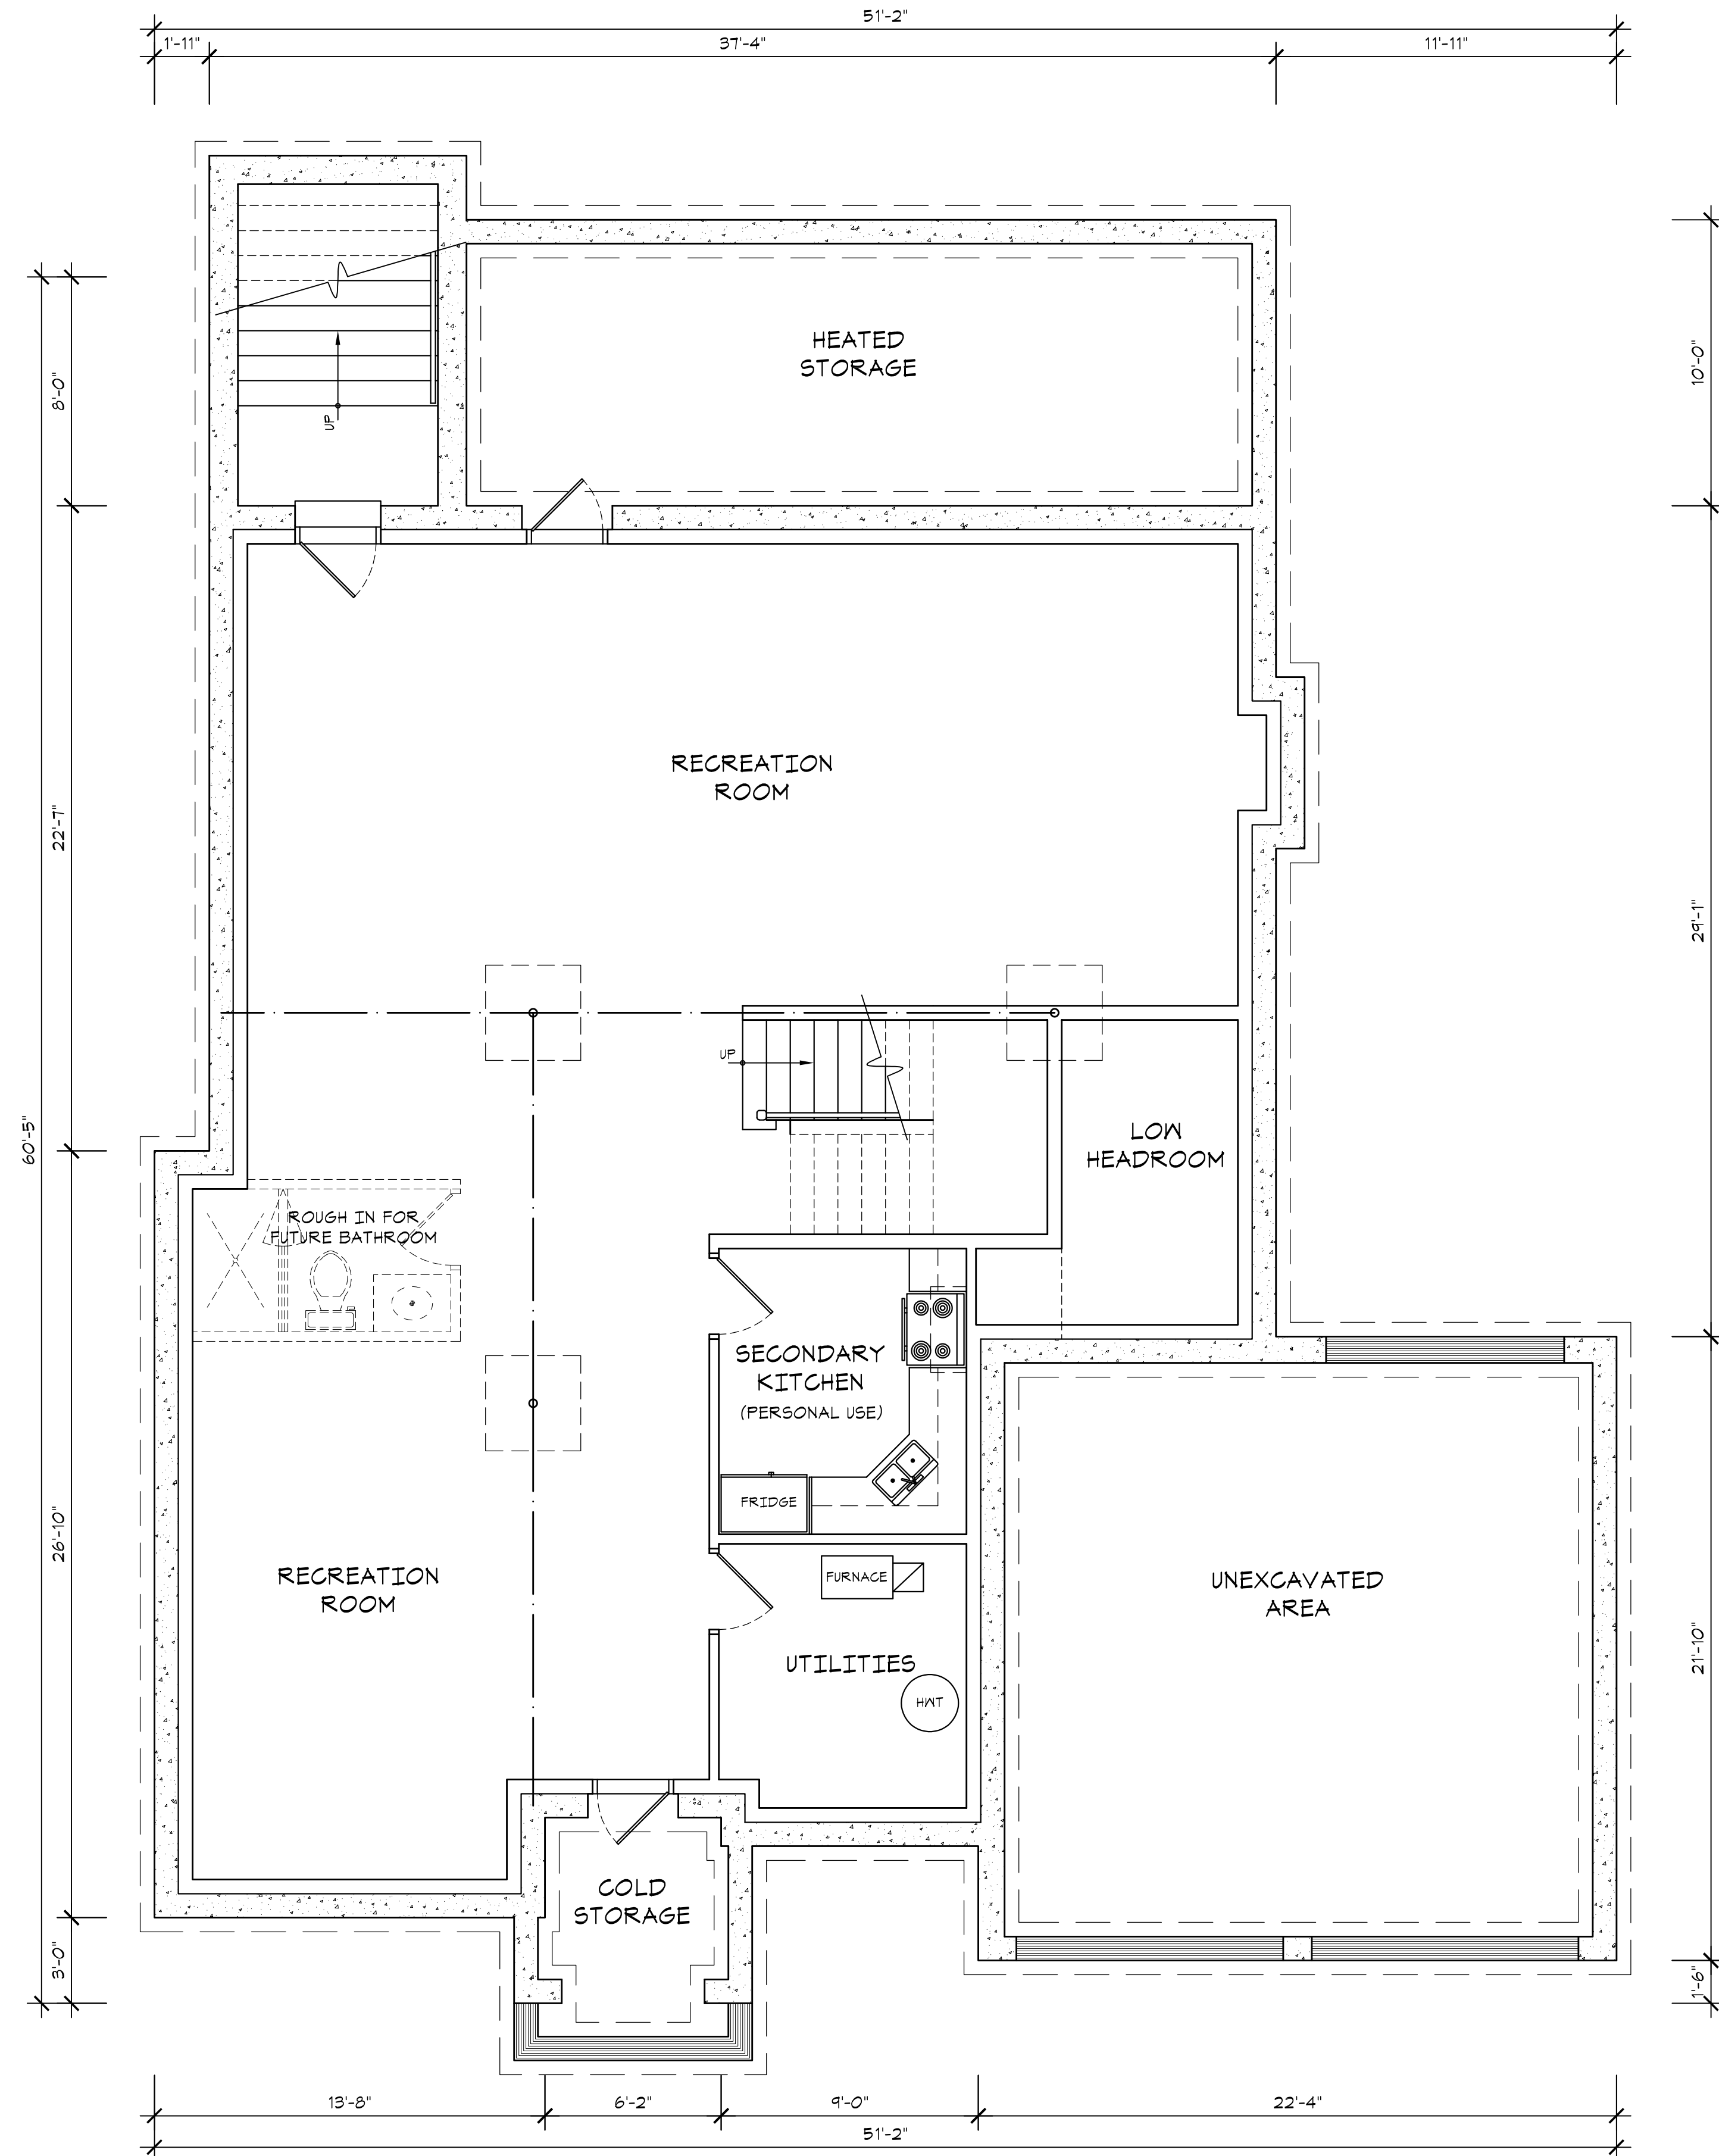 51'-2"
1'-11"
37'-4"
11'-11"
HEATED
STORAGE
UP
8'-0"
10'-0"
RECREATION
ROOM
22'-7"
29'-1"
UP
LOW
HEADROOM
60'-5"
ROUGH IN FOR
FUTURE BATHROOM
SECONDARY
KITCHEN
(PERSONAL USE)
FRIDGE
26'-10"
RECREATION
ROOM
FURNACE
UNEXCAVATED
AREA
UTILITIES
HWT
21'-10"
COLD
STORAGE
3'-0"
1'-6"
13'-8"
6'-2"
9'-0"
22'-4"
51'-2"